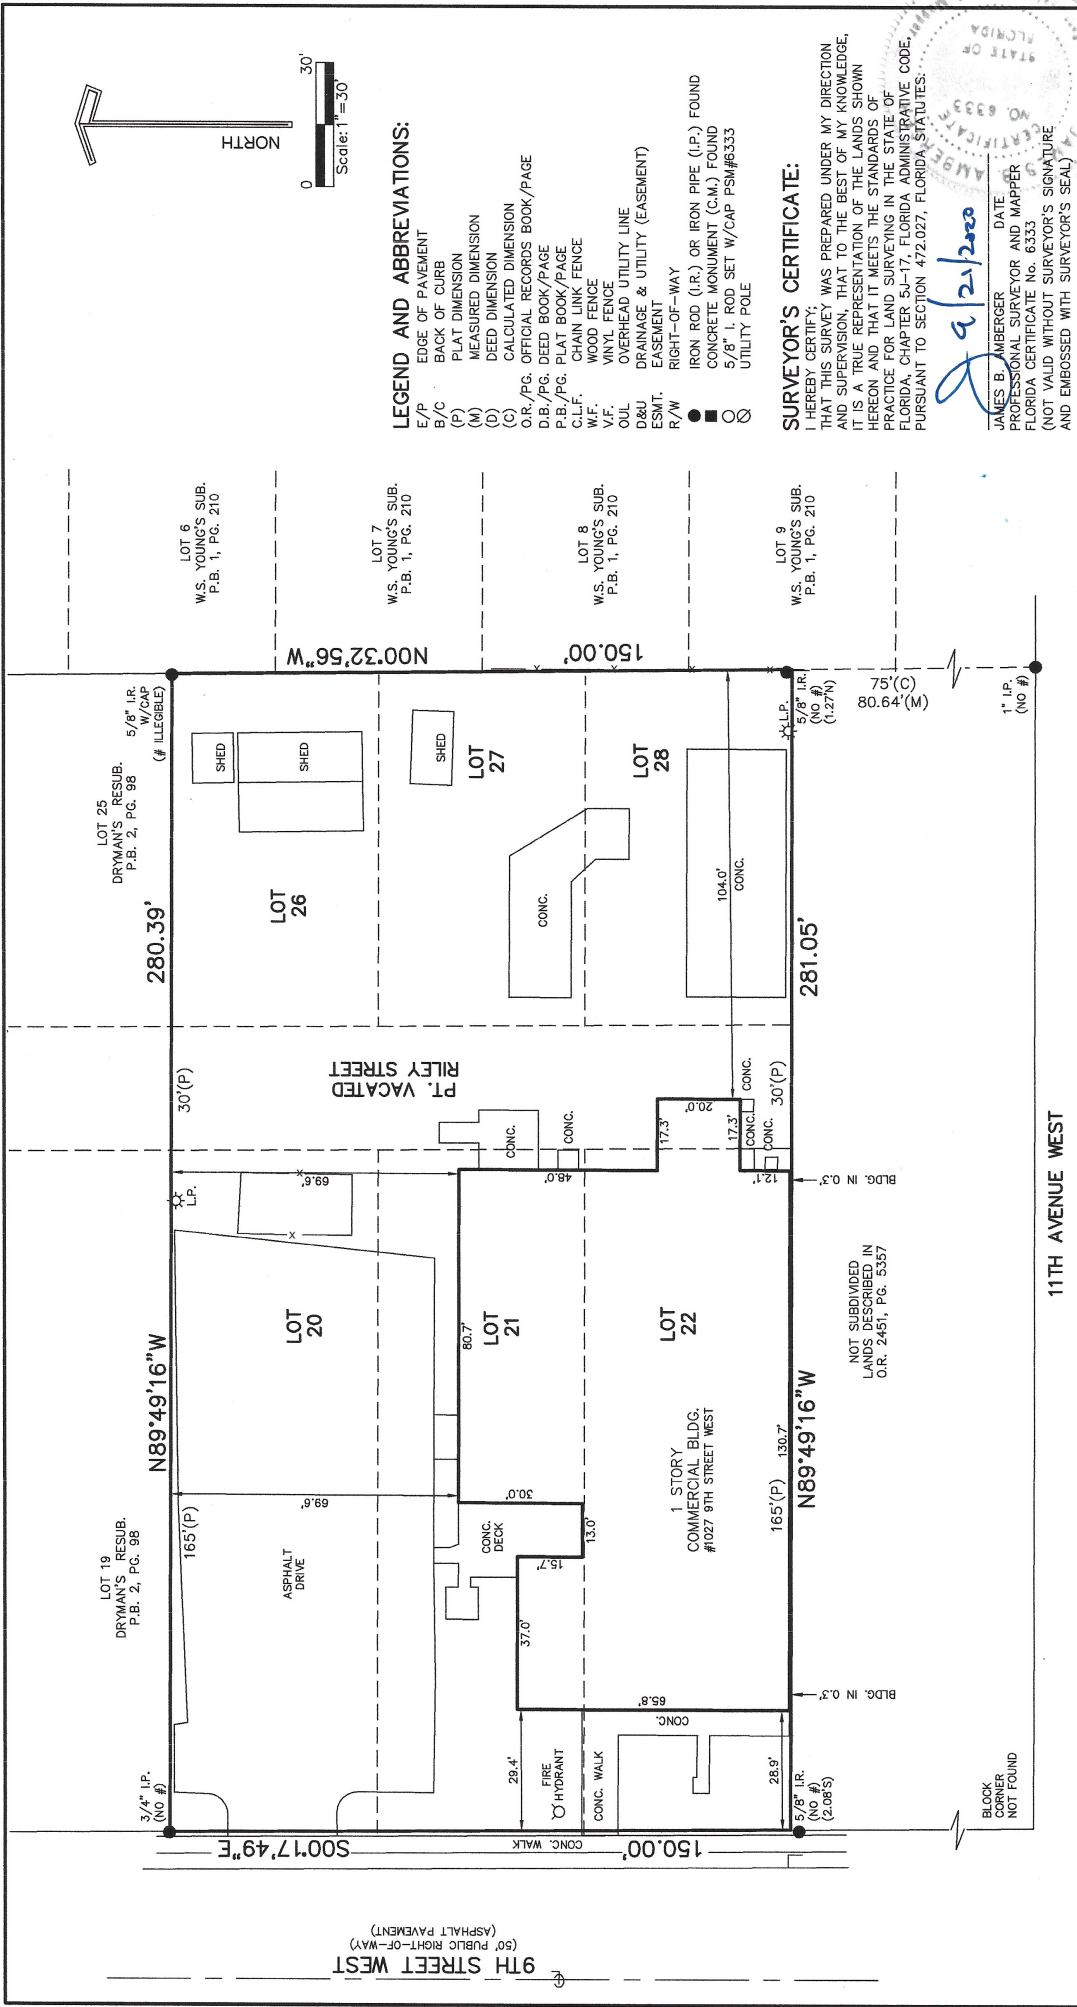 NORTH
0 30'
Scale: 1"=30'
LEGEND AND ABBREVIATIONS:
E/P EDGE OF PAVEMENT
B/C BACK OF CURB
(P) PLAT DIMENSION
(M) MEASURED DIMENSION
(D) DEED DIMENSION
(C) CALCULATED DIMENSION
O.R./PG. OFFICIAL RECORDS BOOK/PAGE
D.B./PG. DEED BOOK/PAGE
P.B./PG. PLAT BOOK/PAGE
C.L.F. CHAIN LINK FENCE
W.F. WOOD FENCE
V.F. VINYL FENCE
OUL OVERHEAD UTILITY LINE
D&U DRAINAGE & UTILITY (EASEMENT)
ESMT. EASEMENT
R/W RIGHT-OF-WAY
IRON ROD (I.R.) OR IRON PIPE (I.P.) FOUND
CONCRETE MONUMENT (C.M.) FOUND
5/8" I. ROD SET W/CAP PSM#6333
UTILITY POLE
SURVEYOR'S CERTIFICATE:
I HEREBY CERTIFY:
THAT THIS SURVEY WAS PREPARED UNDER MY DIRECTION
AND SUPERVISION, THAT TO THE BEST OF MY KNOWLEDGE,
IT IS A TRUE REPRESENTATION OF THE LANDS SHOWN
HEREON AND THAT IT MEETS THE STANDARDS OF
PRACTICE FOR LAND SURVEYING IN THE STATE OF
FLORIDA, CHAPTER 5J-17, FLORIDA ADMINISTRATIVE CODE,
PURSUANT TO SECTION 472.027, FLORIDA STATUTES:
9/21/2020
JAMES B. AMBERGER DATE
PROFESSIONAL SURVEYOR AND MAPPER
FLORIDA CERTIFICATE No. 6333
(NOT VALID WITHOUT SURVEYOR'S SIGNATURE
AND EMBOSSED WITH SURVEYOR'S SEAL)
CERTIFICATE
NO. 6333
STATE OF
FLORIDA
LOT 6
W.S. YOUNG'S SUB.
P.B. 1, PG. 210
LOT 7
W.S. YOUNG'S SUB.
P.B. 1, PG. 210
LOT 8
W.S. YOUNG'S SUB.
P.B. 1, PG. 210
LOT 9
W.S. YOUNG'S SUB.
P.B. 1, PG. 210
N00°32'56"W
150.00'
5/8" I.R.
W/CAP
(# ILLEGIBLE)
LOT 25
DRYMAN'S RESUB.
P.B. 2, PG. 98
280.39'
SHED
SHED
SHED
LOT
26
LOT
27
LOT
28
CONC.
CONC.
104.0'
L.P.
5/8" I.R.
(NO #)
(1.27'N)
75'(C)
80.64'(M)
1" I.P.
(NO #)
281.05'
30'(P)
PT. VACATED
RILEY STREET
30'(P)
CONC.
CONC.
CONC.
CONC.
CONC.
20.0'
17.3'
17.3'
48.0'
12.1'
BLDG. IN 0.3'
L.P.
69.6'
X
X
N89°49'16"W
LOT
20
LOT
21
LOT
22
80.7'
NOT SUBDIVIDED
LANDS DESCRIBED IN
O.R. 2451, PG. 5357
11TH AVENUE WEST
1 STORY
COMMERCIAL BLDG.
#1027 9TH STREET WEST
130.7'
165'(P)
N89°49'16"W
69.6'
30.0'
13.0'
15.7'
CONC.
DECK
165'(P)
LOT 19
DRYMAN'S RESUB.
P.B. 2, PG. 98
ASPHALT
DRIVE
37.0'
65.8'
BLDG. IN 0.3'
CONC.
29.4'
28.9'
FIRE
HYDRANT
CONC. WALK
3/4" I.P.
(NO #)
5/8" I.R.
(NO #)
(2.08'S)
BLOCK
CORNER
NOT FOUND
S00°17'49"E
CONC. WALK
150.00'
9TH STREET WEST
(50' PUBLIC RIGHT-OF-WAY)
(ASPHALT PAVEMENT)